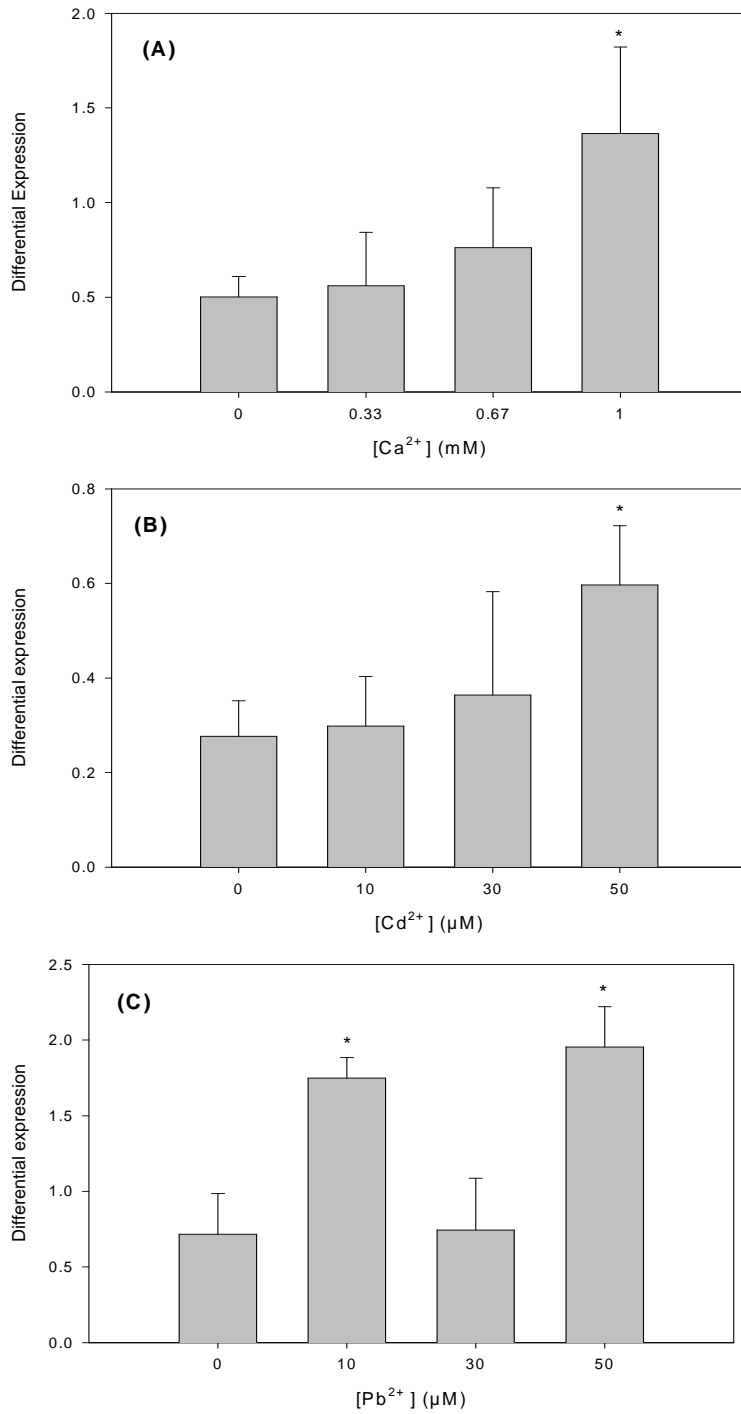 2.0
(A)
*
1.5
1.0
0.5
0.0
Differential Expression
0 0.33 0.67 1
[Ca²⁺] (mM)
0.8
(B)
*
0.6
0.4
0.2
0.0
Differential expression
0 10 30 50
[Cd²⁺] (µM)
2.5
(C)
*
*
2.0
1.5
1.0
0.5
0.0
Differential expression
0 10 30 50
[Pb²⁺] (µM)